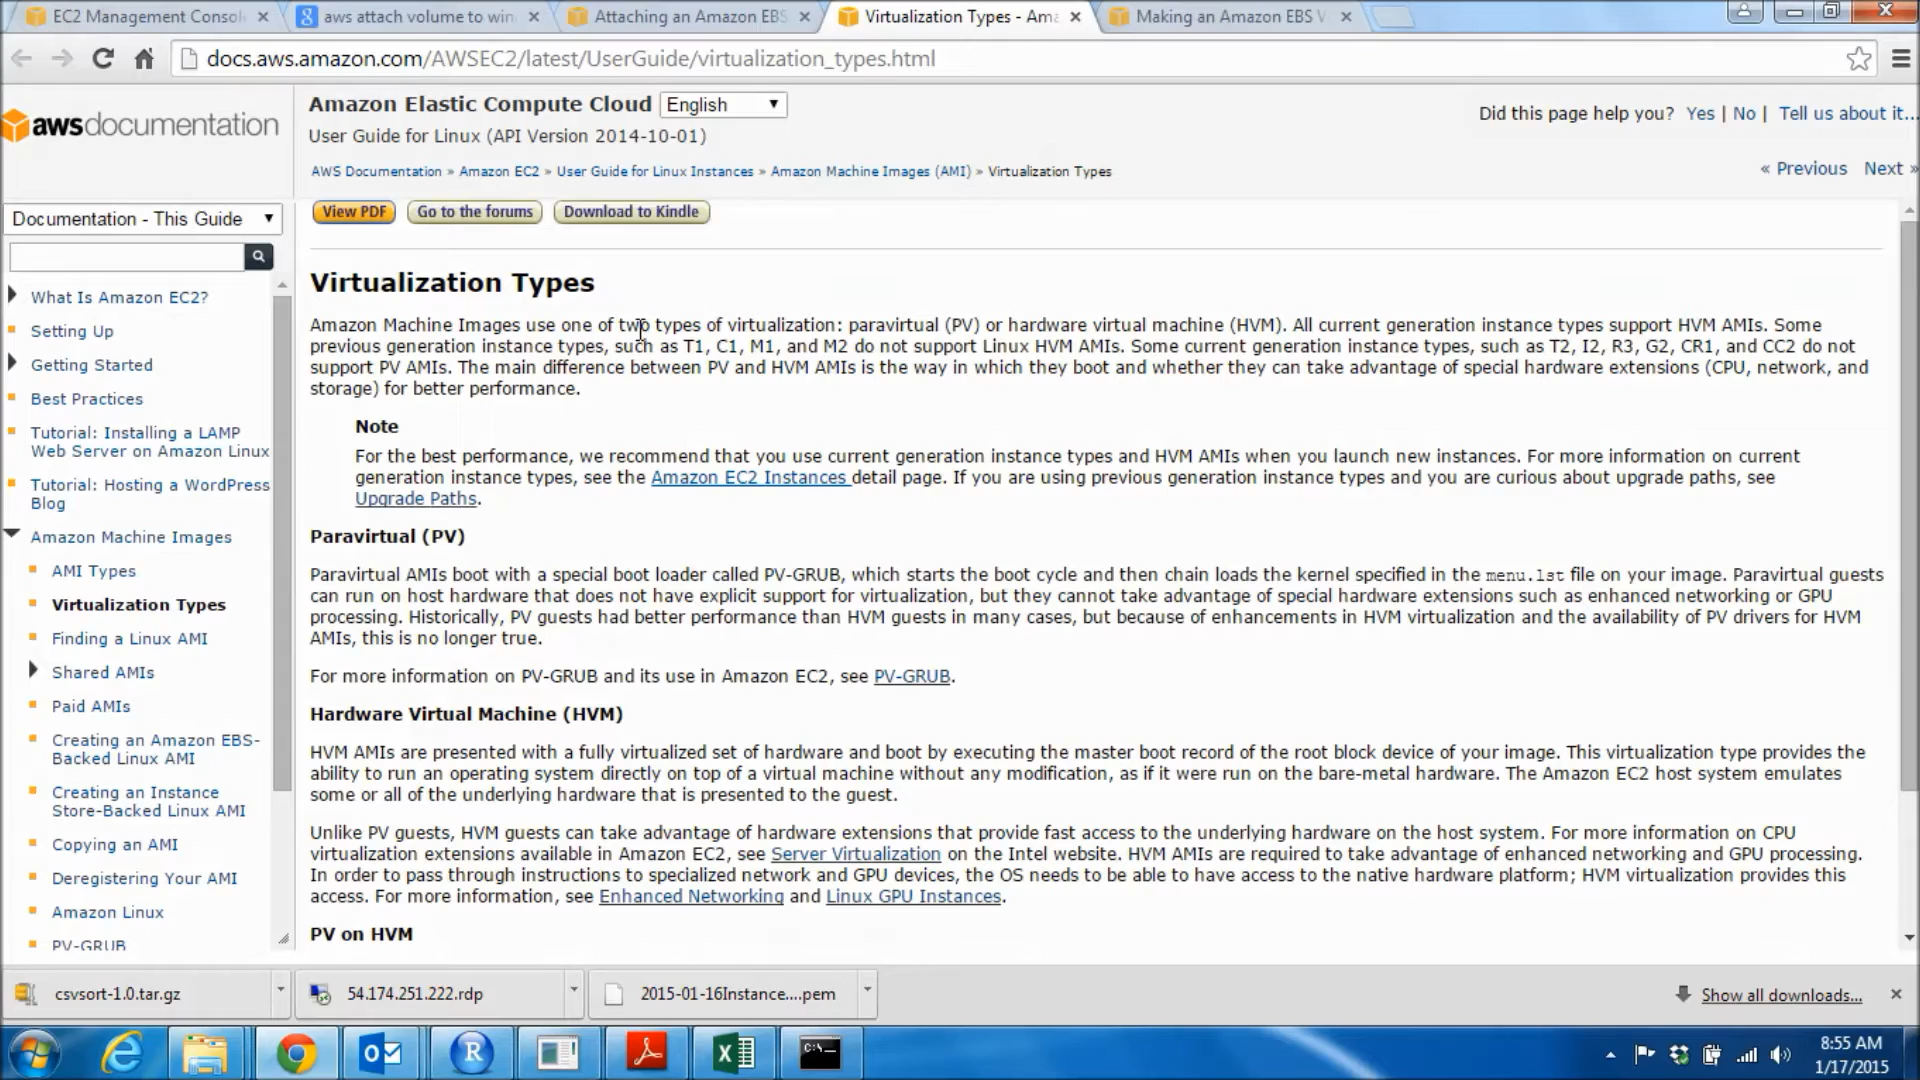 EC2 Management Consol
aws attach volume to win
Attaching an Amazon EBS
Virtualization Types - Ama
Making an Amazon EBS V
docs.aws.amazon.com/AWSEC2/latest/UserGuide/virtualization_types.html
awsdocumentation
Amazon Elastic Compute Cloud
English
User Guide for Linux (API Version 2014-10-01)
Did this page help you? Yes | No | Tell us about it...
AWS Documentation » Amazon EC2 » User Guide for Linux Instances » Amazon Machine Images (AMI) » Virtualization Types
« Previous Next »
Documentation - This Guide
View PDF
Go to the forums
Download to Kindle
What Is Amazon EC2?
Setting Up
Getting Started
Best Practices
Tutorial: Installing a LAMP
Web Server on Amazon Linux
Tutorial: Hosting a WordPress
Blog
Amazon Machine Images
AMI Types
Virtualization Types
Finding a Linux AMI
Shared AMIs
Paid AMIs
Creating an Amazon EBS-
Backed Linux AMI
Creating an Instance
Store-Backed Linux AMI
Copying an AMI
Deregistering Your AMI
Amazon Linux
PV-GRUB
Virtualization Types
Amazon Machine Images use one of two types of virtualization: paravirtual (PV) or hardware virtual machine (HVM). All current generation instance types support HVM AMIs. Some
previous generation instance types, such as T1, C1, M1, and M2 do not support Linux HVM AMIs. Some current generation instance types, such as T2, I2, R3, G2, CR1, and CC2 do not
support PV AMIs. The main difference between PV and HVM AMIs is the way in which they boot and whether they can take advantage of special hardware extensions (CPU, network, and
storage) for better performance.
Note
For the best performance, we recommend that you use current generation instance types and HVM AMIs when you launch new instances. For more information on current
generation instance types, see the Amazon EC2 Instances detail page. If you are using previous generation instance types and you are curious about upgrade paths, see
Upgrade Paths.
Paravirtual (PV)
Paravirtual AMIs boot with a special boot loader called PV-GRUB, which starts the boot cycle and then chain loads the kernel specified in the menu.lst file on your image. Paravirtual guests
can run on host hardware that does not have explicit support for virtualization, but they cannot take advantage of special hardware extensions such as enhanced networking or GPU
processing. Historically, PV guests had better performance than HVM guests in many cases, but because of enhancements in HVM virtualization and the availability of PV drivers for HVM
AMIs, this is no longer true.
For more information on PV-GRUB and its use in Amazon EC2, see PV-GRUB.
Hardware Virtual Machine (HVM)
HVM AMIs are presented with a fully virtualized set of hardware and boot by executing the master boot record of the root block device of your image. This virtualization type provides the
ability to run an operating system directly on top of a virtual machine without any modification, as if it were run on the bare-metal hardware. The Amazon EC2 host system emulates
some or all of the underlying hardware that is presented to the guest.
Unlike PV guests, HVM guests can take advantage of hardware extensions that provide fast access to the underlying hardware on the host system. For more information on CPU
virtualization extensions available in Amazon EC2, see Server Virtualization on the Intel website. HVM AMIs are required to take advantage of enhanced networking and GPU processing.
In order to pass through instructions to specialized network and GPU devices, the OS needs to be able to have access to the native hardware platform; HVM virtualization provides this
access. For more information, see Enhanced Networking and Linux GPU Instances.
PV on HVM
csvsort-1.0.tar.gz
54.174.251.222.rdp
2015-01-16Instance....pem
Show all downloads...
8:55 AM
1/17/2015